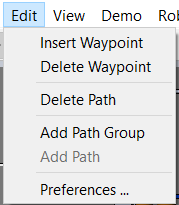 Edit View Demo
Insert Waypoint
Delete Waypoint
Delete Path
Add Path Group
Add Path
Preferences ...